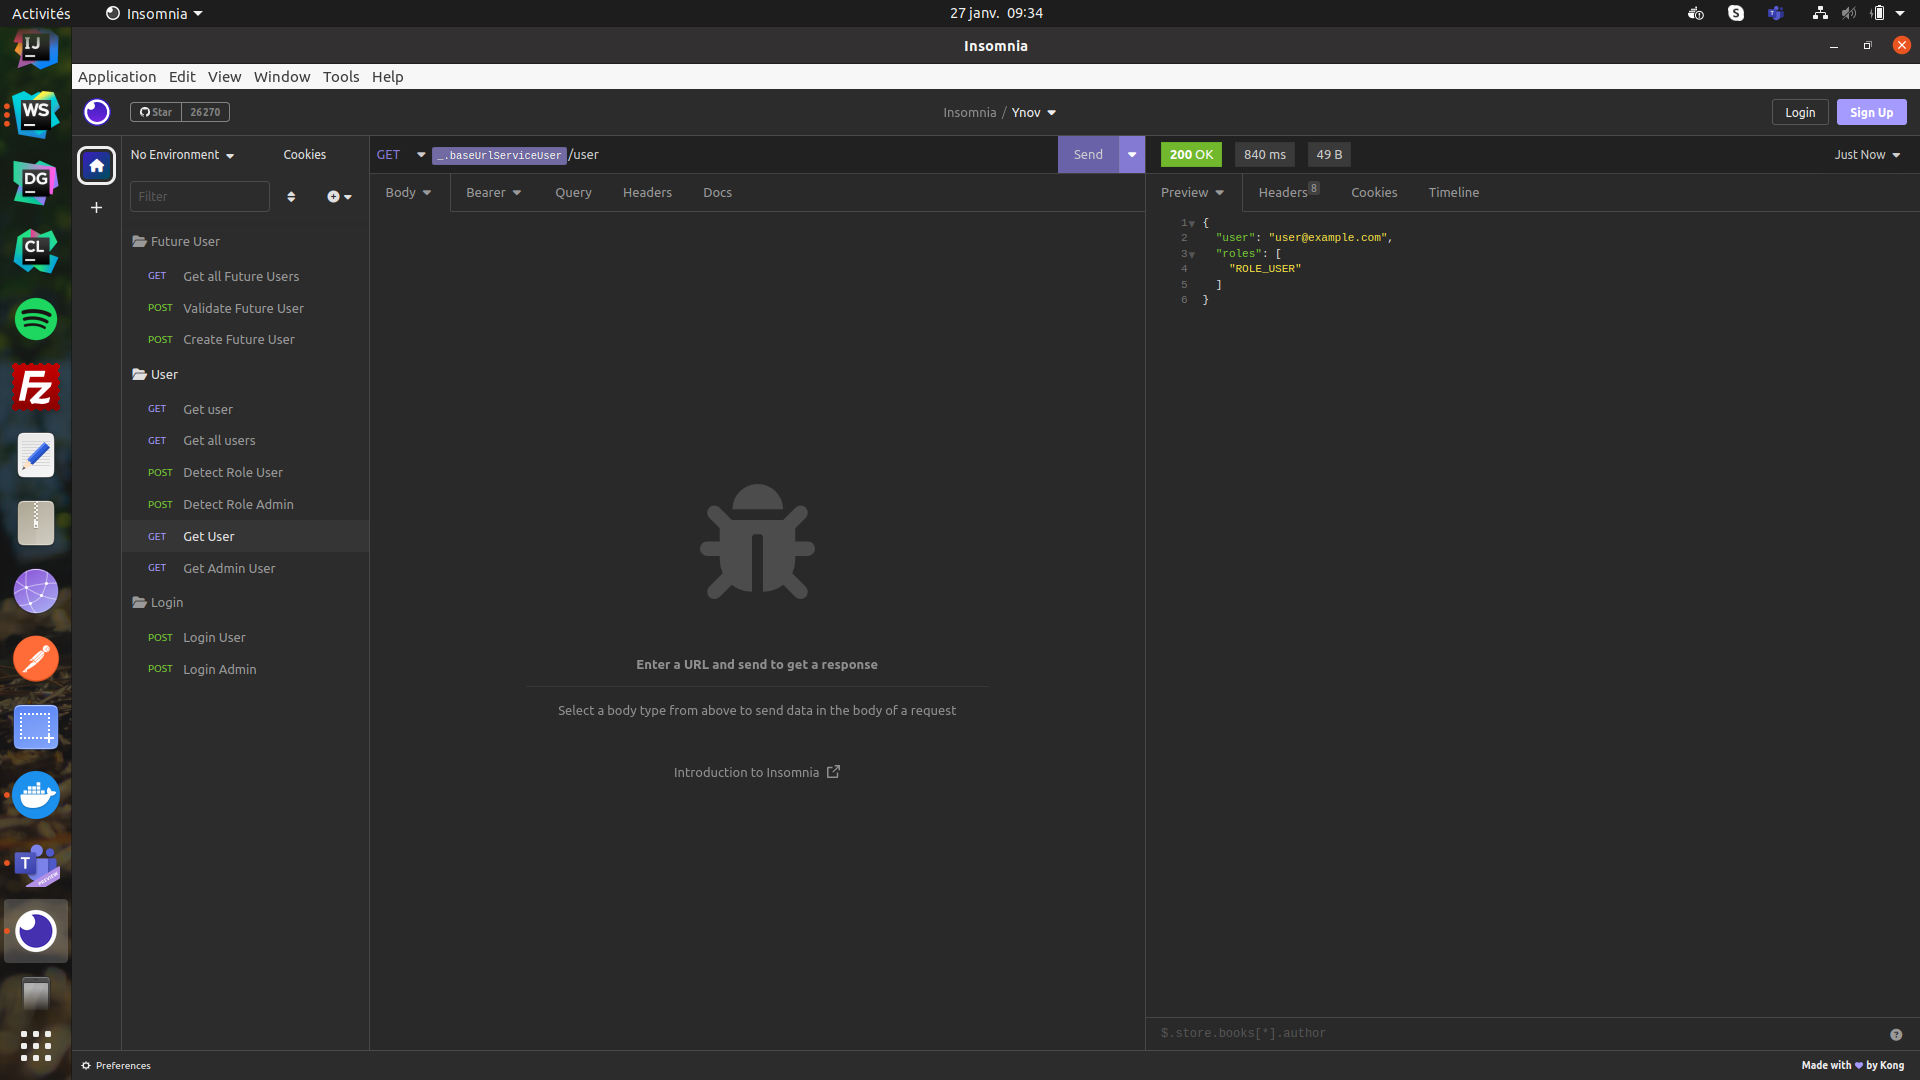 Activités
Insomnia
27 janv. 09:34
Insomnia
Application Edit View Window Tools Help
Star 26270
Insomnia / Ynov
Login
Sign Up
No Environment
Cookies
GET
_.baseUrlServiceUser/user
Send
200 OK
840 ms
49 B
Just Now
Filter
Body
Bearer
Query
Headers
Docs
Preview
Headers 8
Cookies
Timeline
Future User
GET Get all Future Users
POST Validate Future User
POST Create Future User
User
GET Get user
GET Get all users
POST Detect Role User
POST Detect Role Admin
GET Get User
GET Get Admin User
Login
POST Login User
POST Login Admin
Enter a URL and send to get a response
Select a body type from above to send data in the body of a request
Introduction to Insomnia
1 {
2 "user": "user@example.com",
3 "roles": [
4 "ROLE_USER"
5 ]
6 }
$.store.books[*].author
Preferences
Made with by Kong
IJ
WS
DG
CL
Fz
T
PREVIEW
S